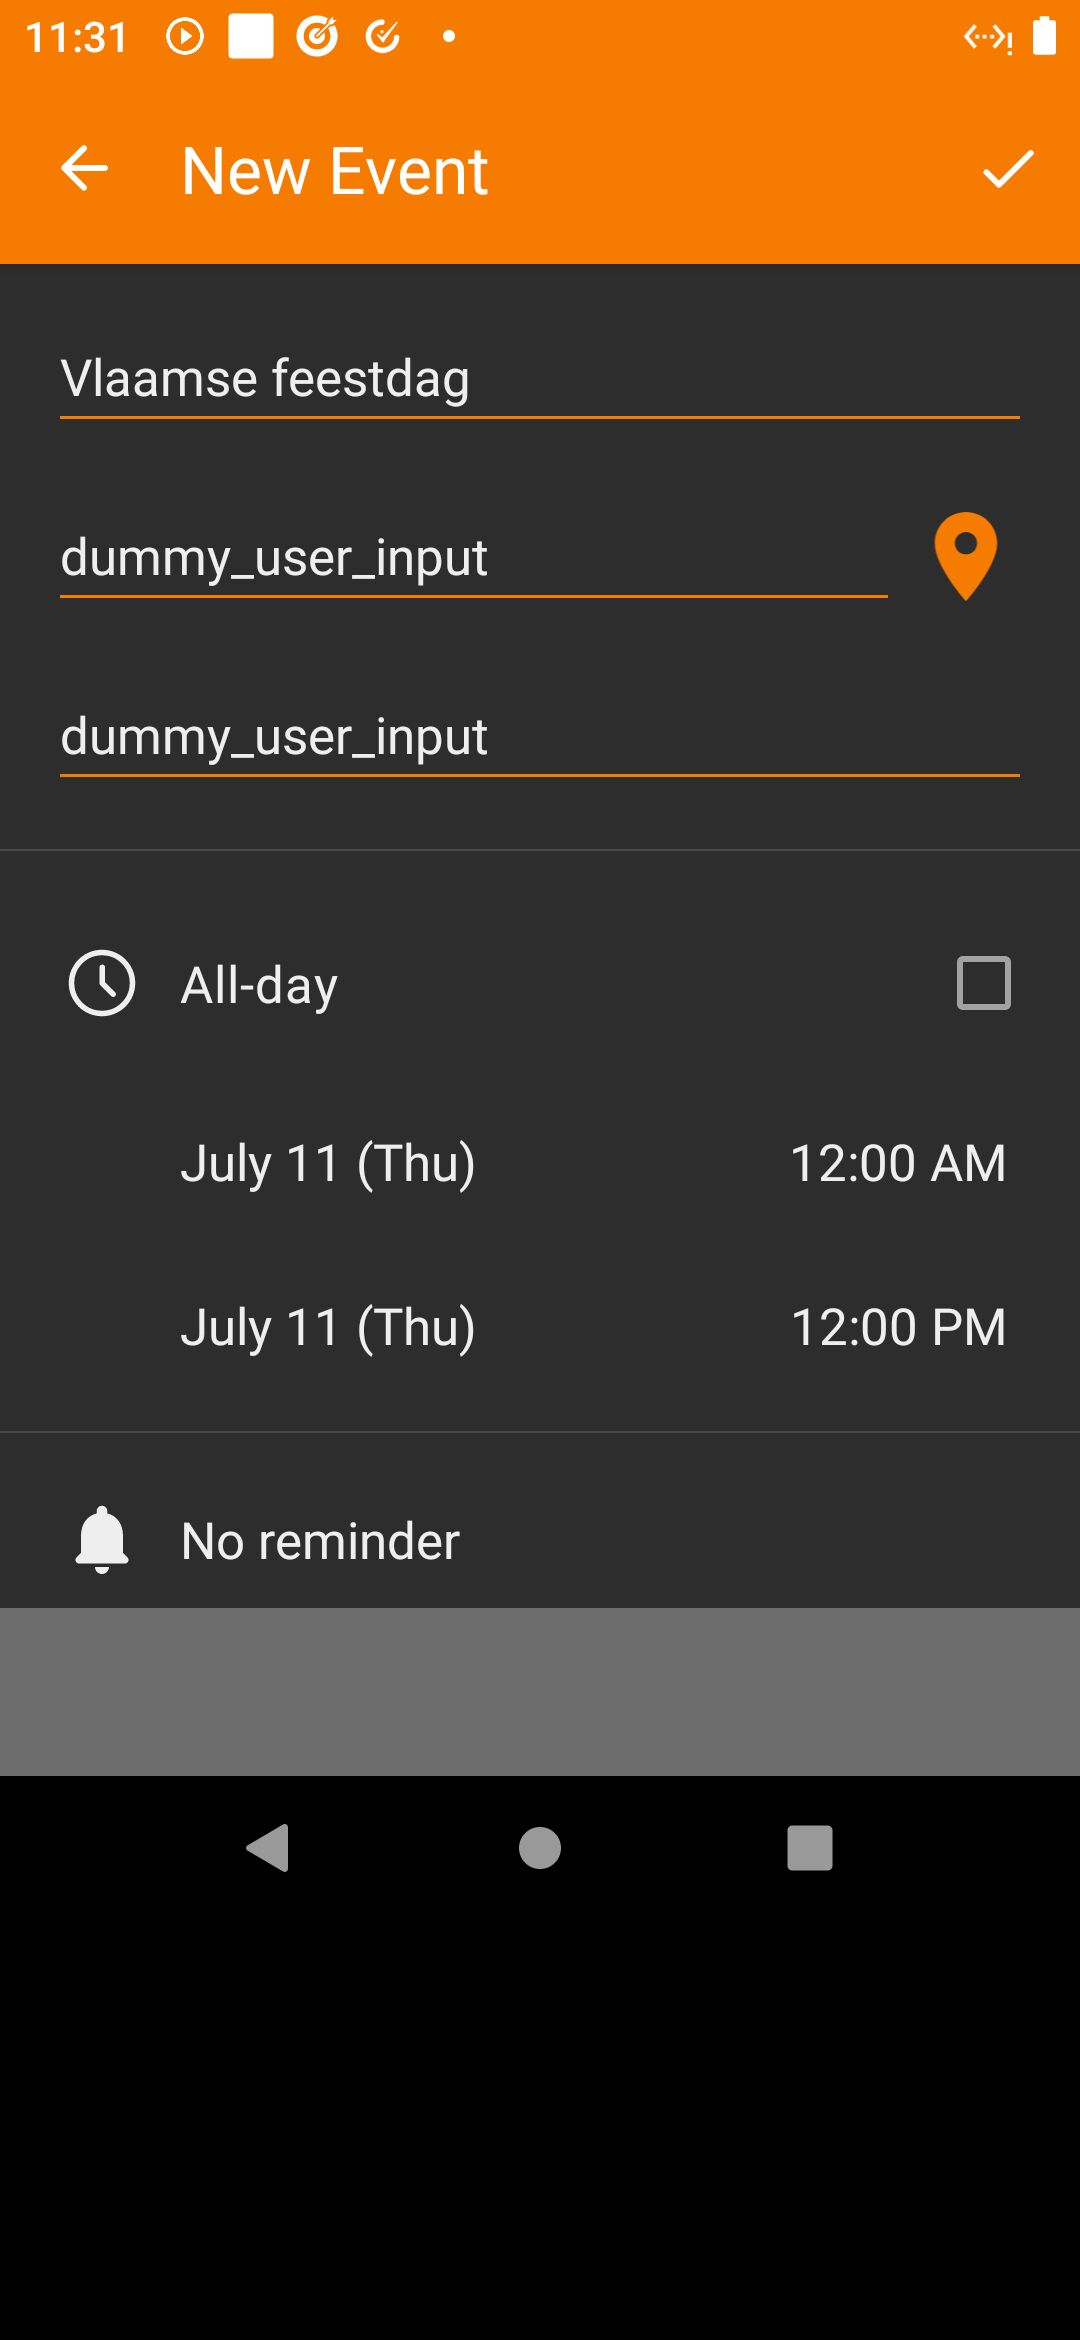 11:31
New Event
Vlaamse feestdag
dummy_user_input
dummy_user_input
All-day
July 11 (Thu) 12:00 AM
July 11 (Thu) 12:00 PM
No reminder